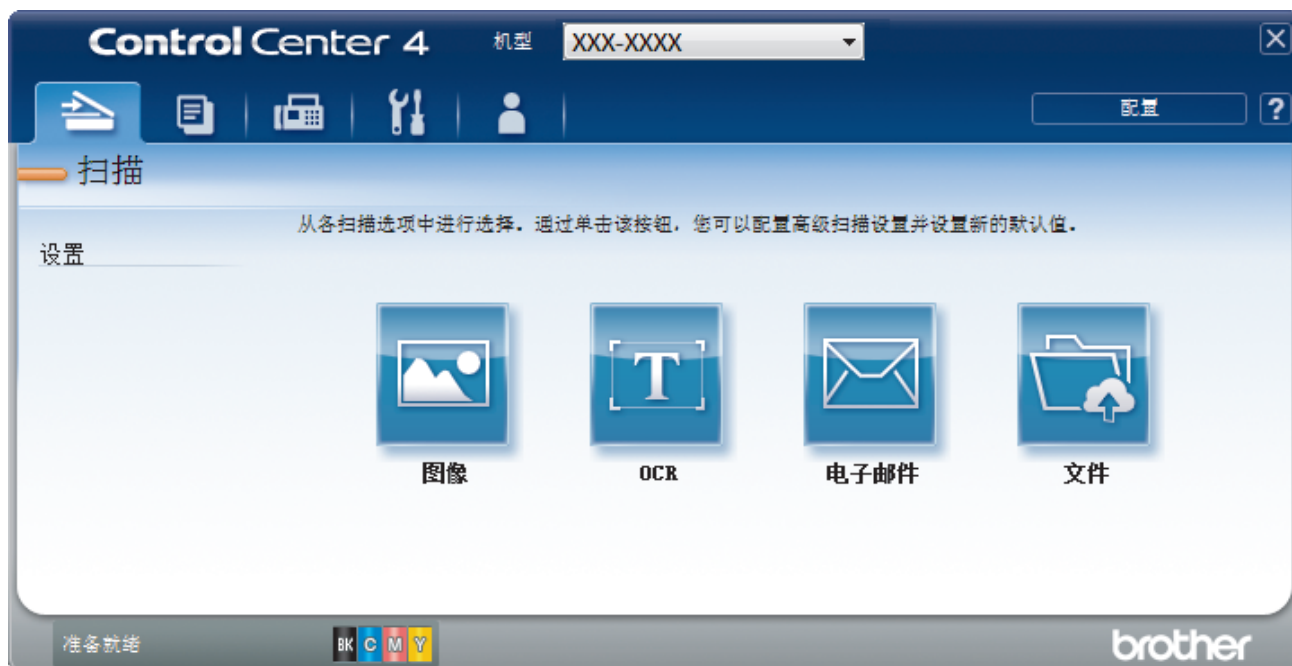 ControlCenter 4 机型 XXX-XXXX
配置 ?
扫描
从各扫描选项中进行选择。通过单击该按钮，您可以配置高级扫描设置并设置新的默认值。
设置
T
图像 OCR 电子邮件 文件
准备就绪 BK C M Y brother